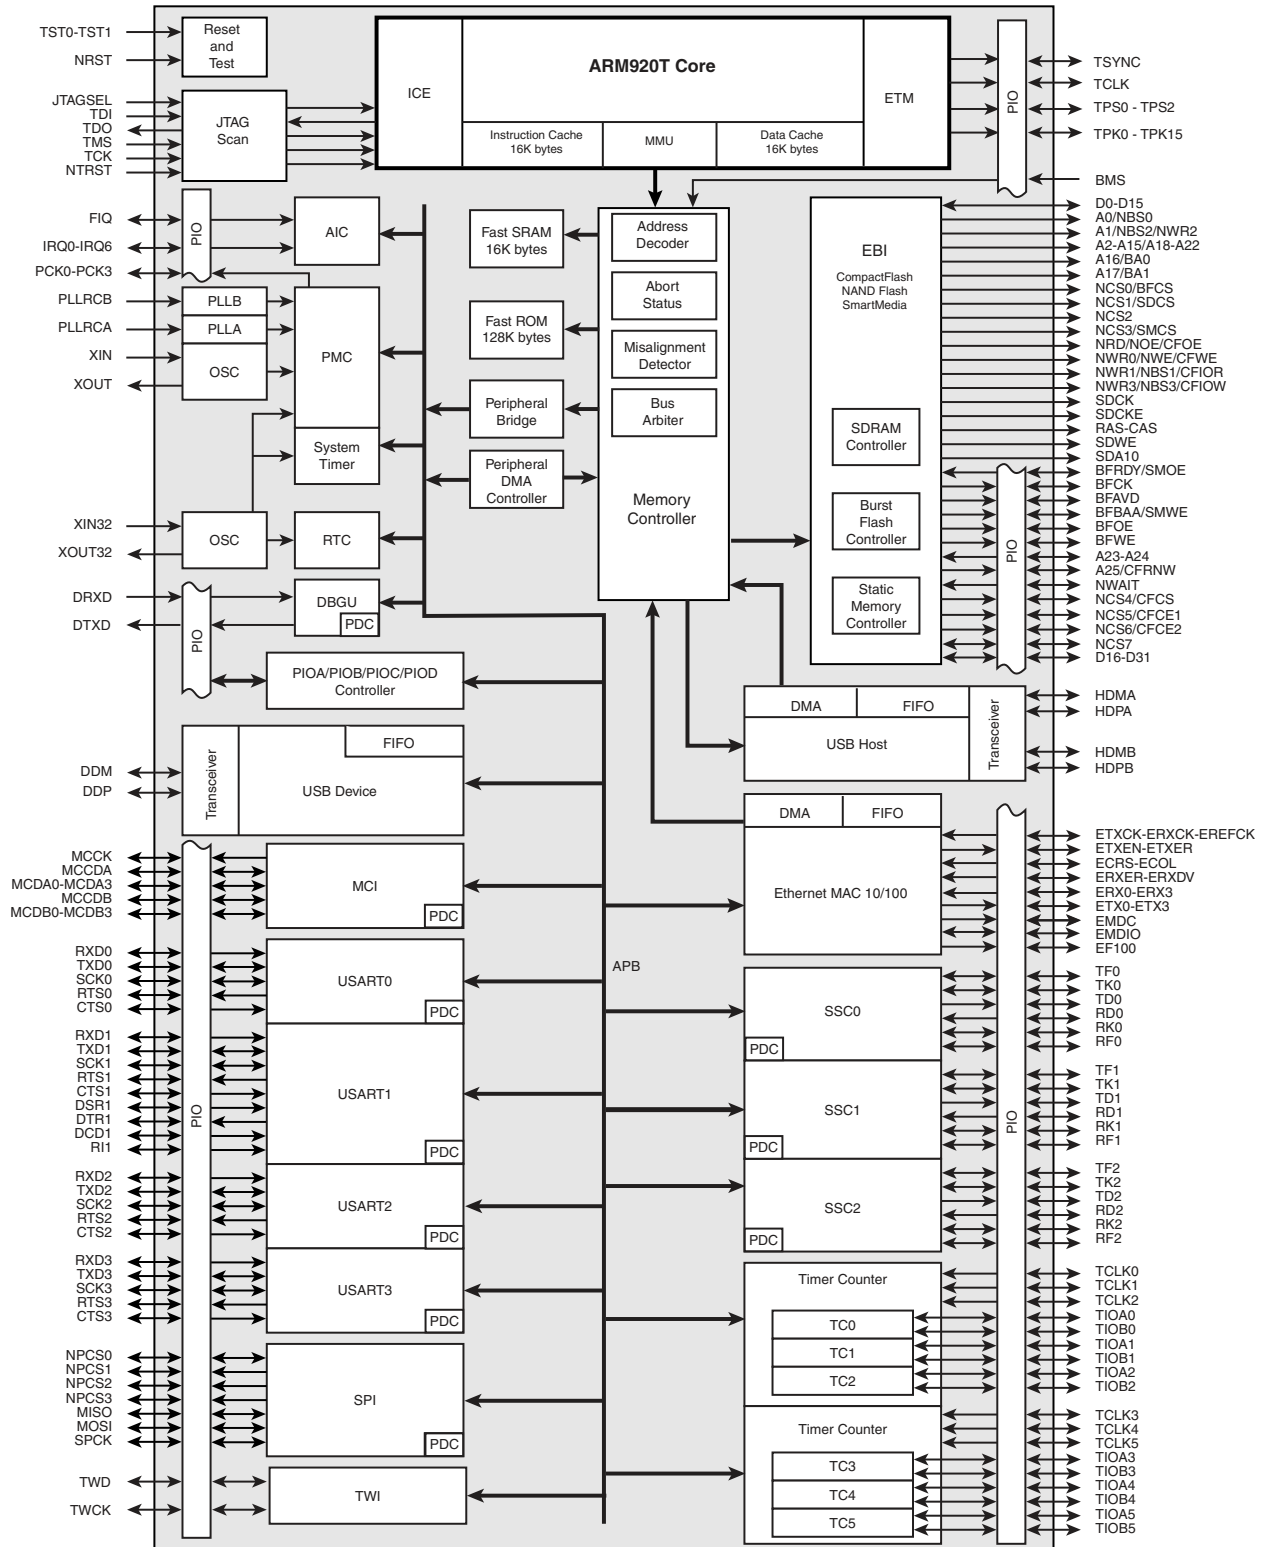 TST0-TST1
NRST
JTAGSEL
TDI
TDO
TMS
TCK
NTRST
FIQ
IRQ0-IRQ6
PCK0-PCK3
PLLRCB
PLLRCA
XIN
XOUT
XIN32
XOUT32
DRXD
DTXD
DDM
DDP
MCCK
MCCDA
MCDA0-MCDA3
MCCDB
MCDB0-MCDB3
RXD0
TXD0
SCK0
RTS0
CTS0
RXD1
TXD1
SCK1
RTS1
CTS1
DSR1
DTR1
DCD1
RI1
RXD2
TXD2
SCK2
RTS2
CTS2
RXD3
TXD3
SCK3
RTS3
CTS3
NPCS0
NPCS1
NPCS2
NPCS3
MISO
MOSI
SPCK
TWD
TWCK
Reset
and
Test
JTAG
Scan
PIO
AIC
PLLB
PLLA
OSC
PMC
System
Timer
OSC
RTC
PIO
DBGU
PDC
PIOA/PIOB/PIOC/PIOD
Controller
Transceiver
FIFO
USB Device
PIO
MCI
PDC
USART0
PDC
USART1
PDC
USART2
PDC
USART3
PDC
SPI
PDC
TWI
ICE
ARM920T Core
ETM
Instruction Cache
16K bytes
MMU
Data Cache
16K bytes
Fast SRAM
16K bytes
Fast ROM
128K bytes
Peripheral
Bridge
Peripheral
DMA
Controller
Address
Decoder
Abort
Status
Misalignment
Detector
Bus
Arbiter
Memory
Controller
APB
PIO
EBI
CompactFlash
NAND Flash
SmartMedia
SDRAM
Controller
Burst
Flash
Controller
Static
Memory
Controller
PIO
DMA
FIFO
USB Host
Transceiver
DMA
FIFO
Ethernet MAC 10/100
SSC0
PDC
SSC1
PDC
SSC2
PDC
PIO
Timer Counter
TC0
TC1
TC2
Timer Counter
TC3
TC4
TC5
TSYNC
TCLK
TPS0 - TPS2
TPK0 - TPK15
BMS
D0-D15
A0/NBS0
A1/NBS2/NWR2
A2-A15/A18-A22
A16/BA0
A17/BA1
NCS0/BFCS
NCS1/SDCS
NCS2
NCS3/SMCS
NRD/NOE/CFOE
NWR0/NWE/CFWE
NWR1/NBS1/CFIOR
NWR3/NBS3/CFIOW
SDCK
SDCKE
RAS-CAS
SDWE
SDA10
BFRDY/SMOE
BFCK
BFAVD
BFBAA/SMWE
BFOE
BFWE
A23-A24
A25/CFRNW
NWAIT
NCS4/CFCS
NCS5/CFCE1
NCS6/CFCE2
NCS7
D16-D31
HDMA
HDPA
HDMB
HDPB
ETXCK-ERXCK-EREFCK
ETXEN-ETXER
ECRS-ECOL
ERXER-ERXDV
ERX0-ERX3
ETX0-ETX3
EMDC
EMDIO
EF100
TF0
TK0
TD0
RD0
RK0
RF0
TF1
TK1
TD1
RD1
RK1
RF1
TF2
TK2
TD2
RD2
RK2
RF2
TCLK0
TCLK1
TCLK2
TIOA0
TIOB0
TIOA1
TIOB1
TIOA2
TIOB2
TCLK3
TCLK4
TCLK5
TIOA3
TIOB3
TIOA4
TIOB4
TIOA5
TIOB5